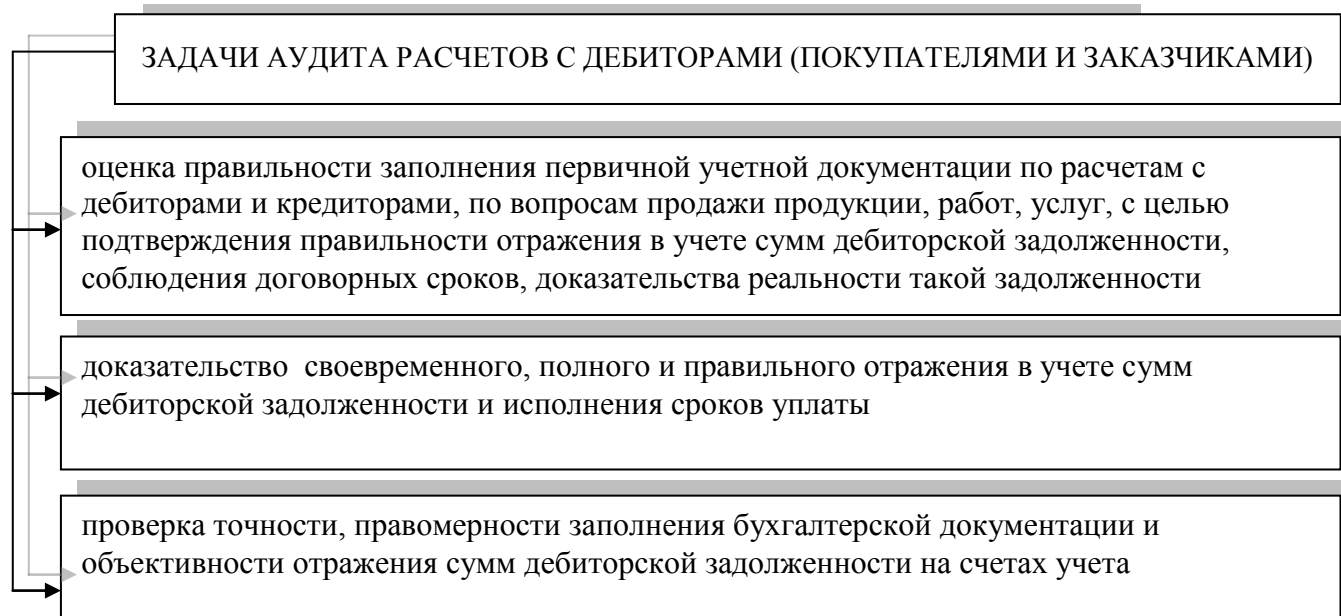 ЗАДАЧИ АУДИТА РАСЧЕТОВ С ДЕБИТОРАМИ (ПОКУПАТЕЛЯМИ И ЗАКАЗЧИКАМИ)
оценка правильности заполнения первичной учетной документации по расчетам с
дебиторами и кредиторами, по вопросам продажи продукции, работ, услуг, с целью
подтверждения правильности отражения в учете сумм дебиторской задолженности,
соблюдения договорных сроков, доказательства реальности такой задолженности
доказательство своевременного, полного и правильного отражения в учете сумм
дебиторской задолженности и исполнения сроков уплаты
проверка точности, правомерности заполнения бухгалтерской документации и
объективности отражения сумм дебиторской задолженности на счетах учета